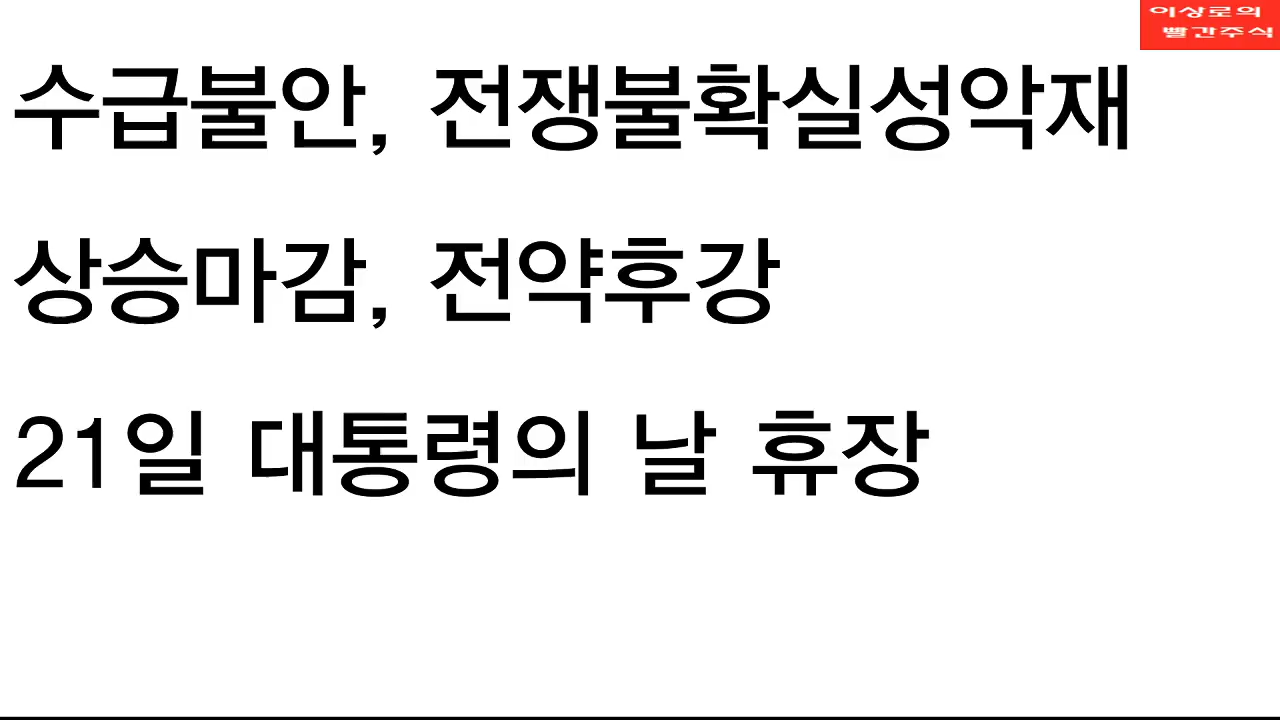 이상로의
빨간주식
수급불안, 전쟁불확실성악재
상승마감, 전약후강
21일 대통령의 날 휴장